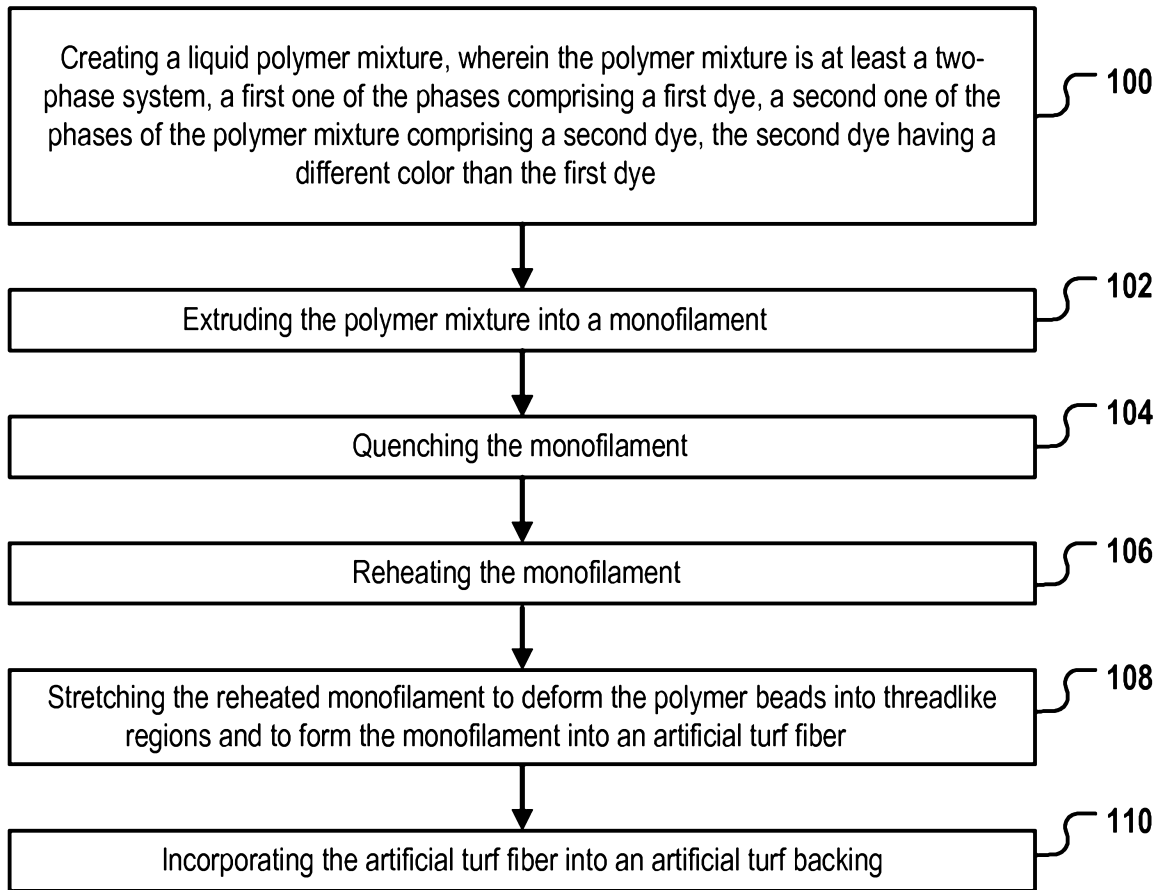 Creating a liquid polymer mixture, wherein the polymer mixture is at least a two-
phase system, a first one of the phases comprising a first dye, a second one of the
phases of the polymer mixture comprising a second dye, the second dye having a
different color than the first dye
100
Extruding the polymer mixture into a monofilament
102
Quenching the monofilament
104
Reheating the monofilament
106
Stretching the reheated monofilament to deform the polymer beads into threadlike
regions and to form the monofilament into an artificial turf fiber
108
Incorporating the artificial turf fiber into an artificial turf backing
110